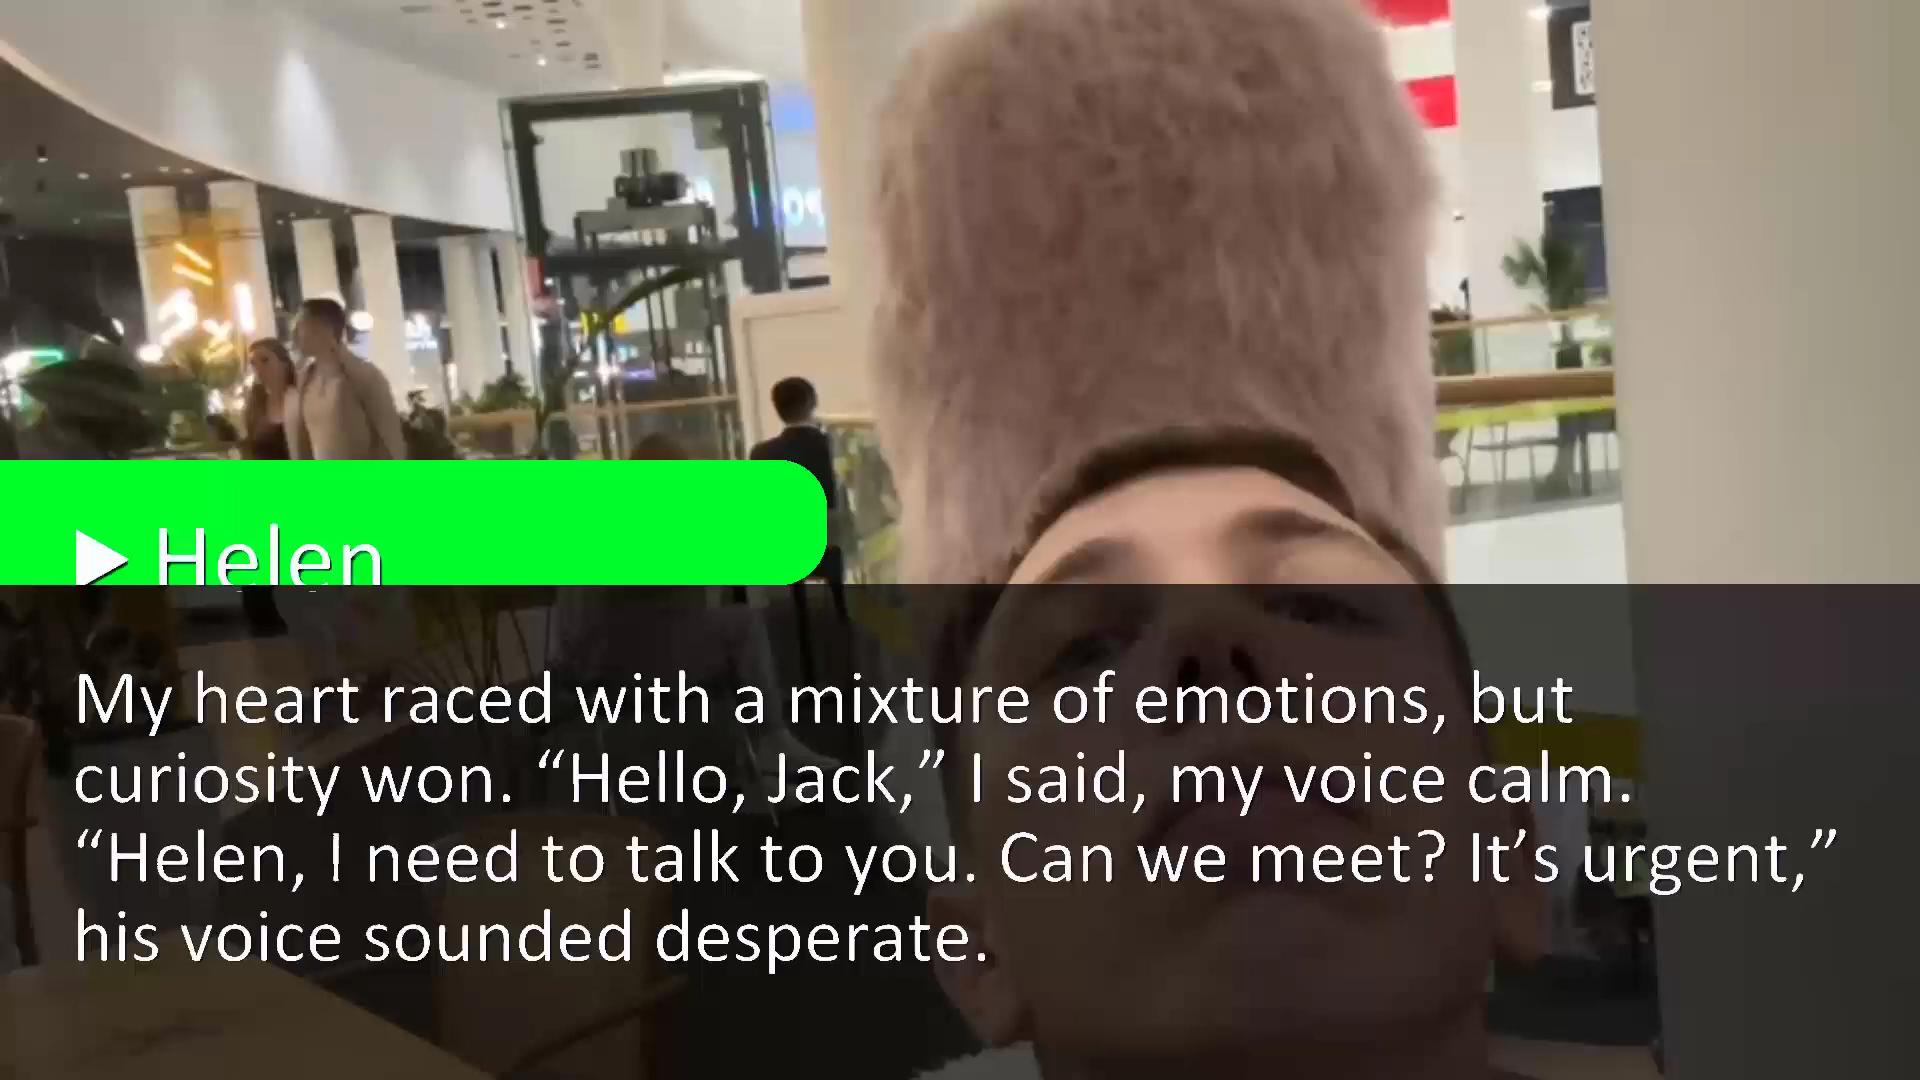 ▶ Helen
My heart raced with a mixture of emotions, but
curiosity won. “Hello, Jack,” I said, my voice calm.
“Helen, I need to talk to you. Can we meet? It’s urgent,”
his voice sounded desperate.